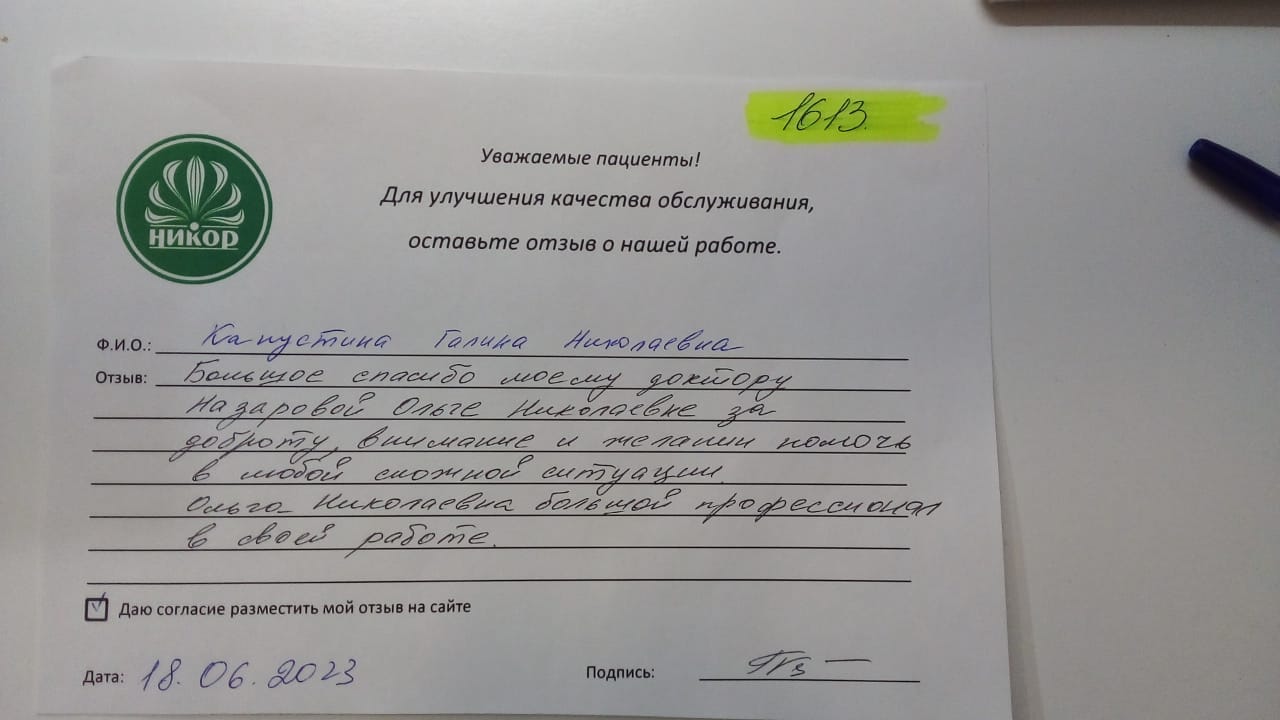 1613.
Уважаемые пациенты!
Для улучшения качества обслуживания,
оставьте отзыв о нашей работе.
НИКОР
Ф.И.О.: Капустина Галина Николаевна
Отзыв: Большое спасибо моему доктору
Назаровой Ольге Николаевне за
доброту, внимание и желании помочь
в любой сложной ситуации.
Ольга Николаевна большой профессионал
в своей работе.
Даю согласие разместить мой отзыв на сайте
Дата: 18.06.2023 Подпись: